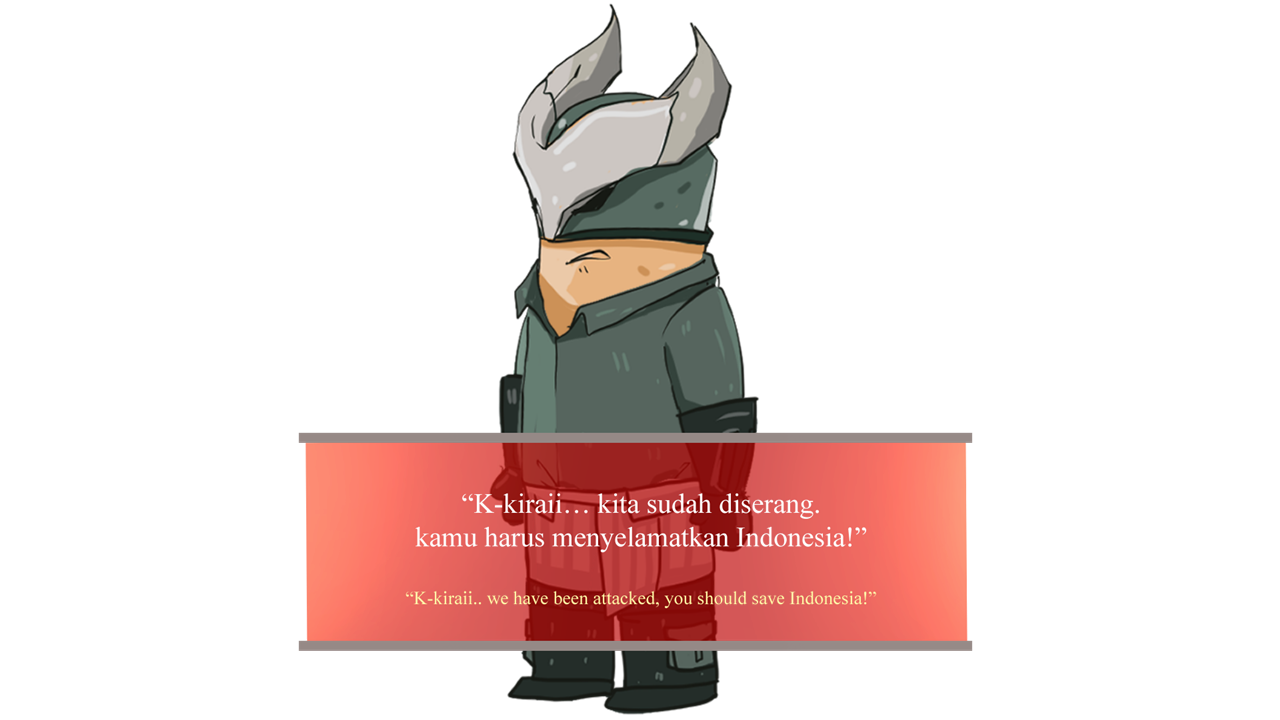 “K-kiraii… kita sudah diserang.
kamu harus menyelamatkan Indonesia!”
“K-kiraii.. we have been attacked, you should save Indonesia!”